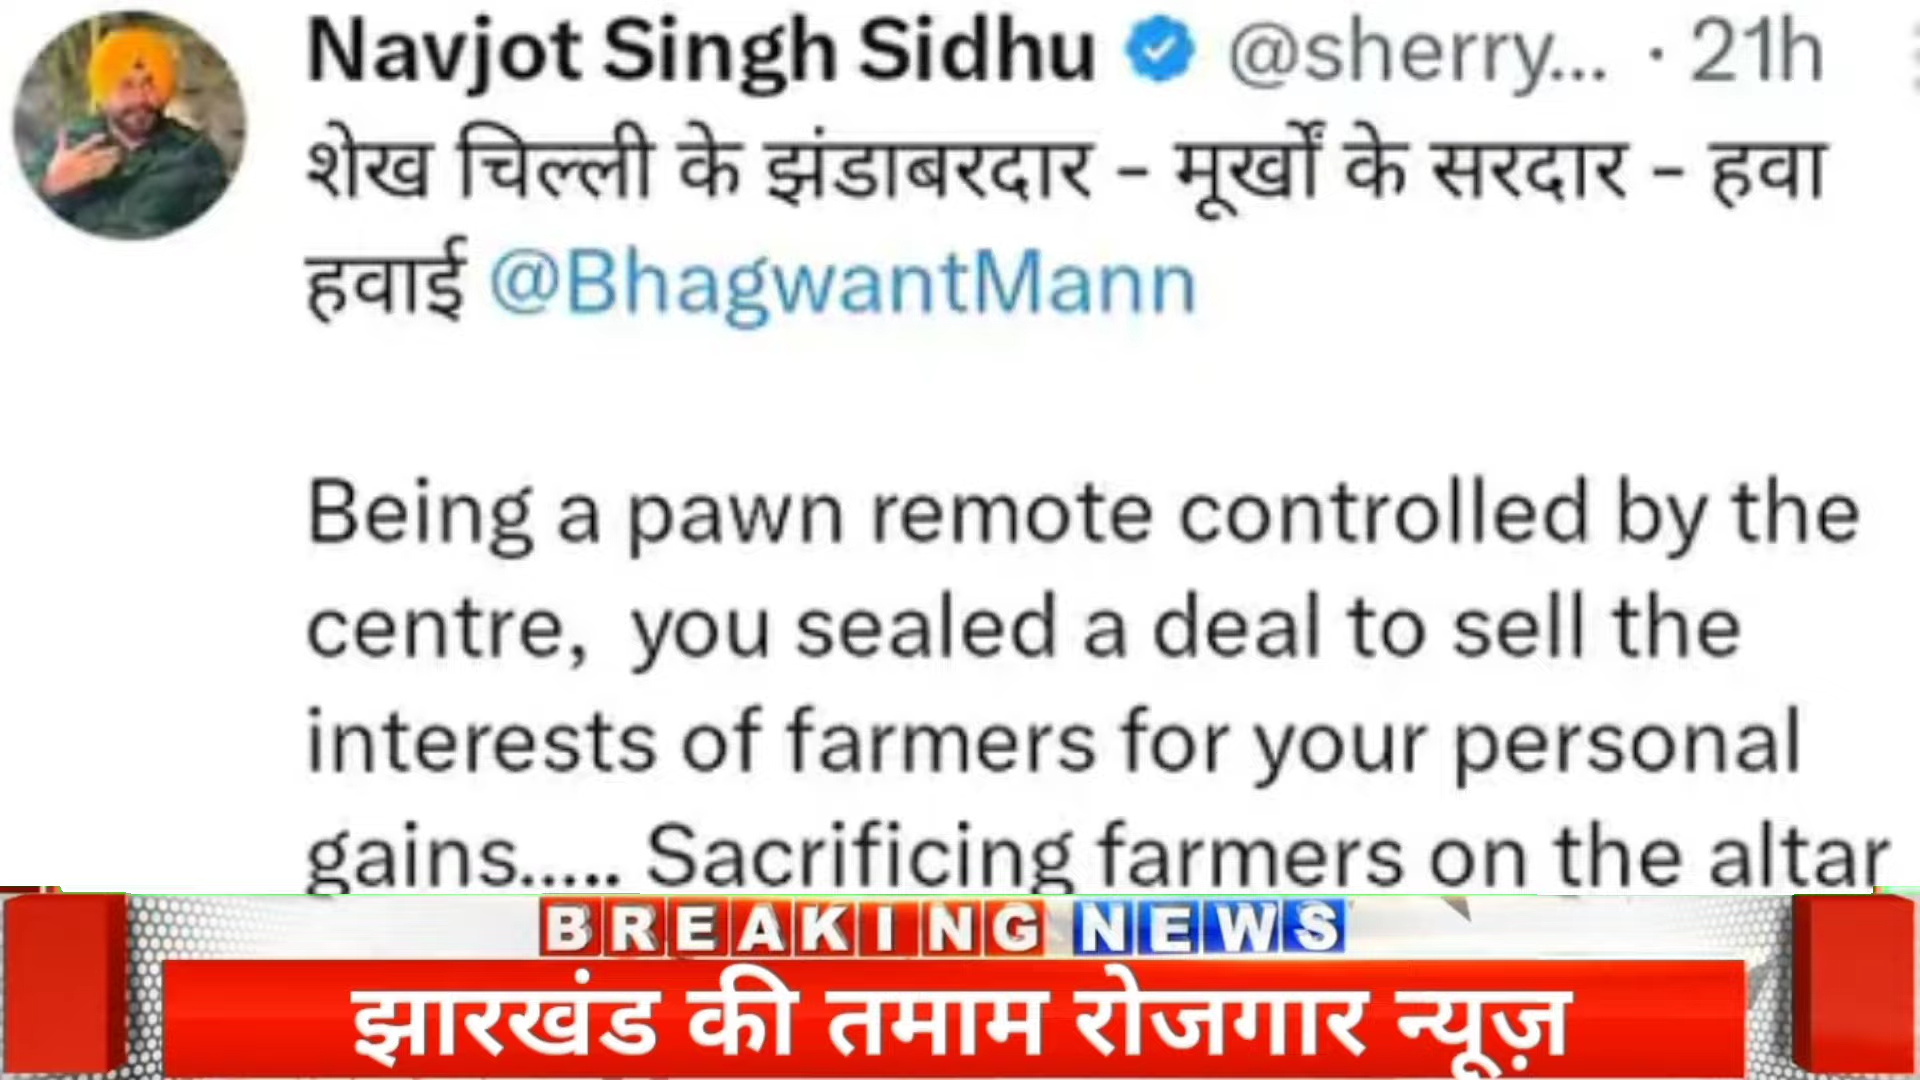 Navjot Singh Sidhu @sherry... · 21h
शेख चिल्ली के झंडाबरदार – मूर्खों के सरदार – हवा
हवाई @BhagwantMann
Being a pawn remote controlled by the
centre, you sealed a deal to sell the
interests of farmers for your personal
gains..... Sacrificing farmers on the altar
BREAKING NEWS
झारखंड की तमाम रोजगार न्यूज़